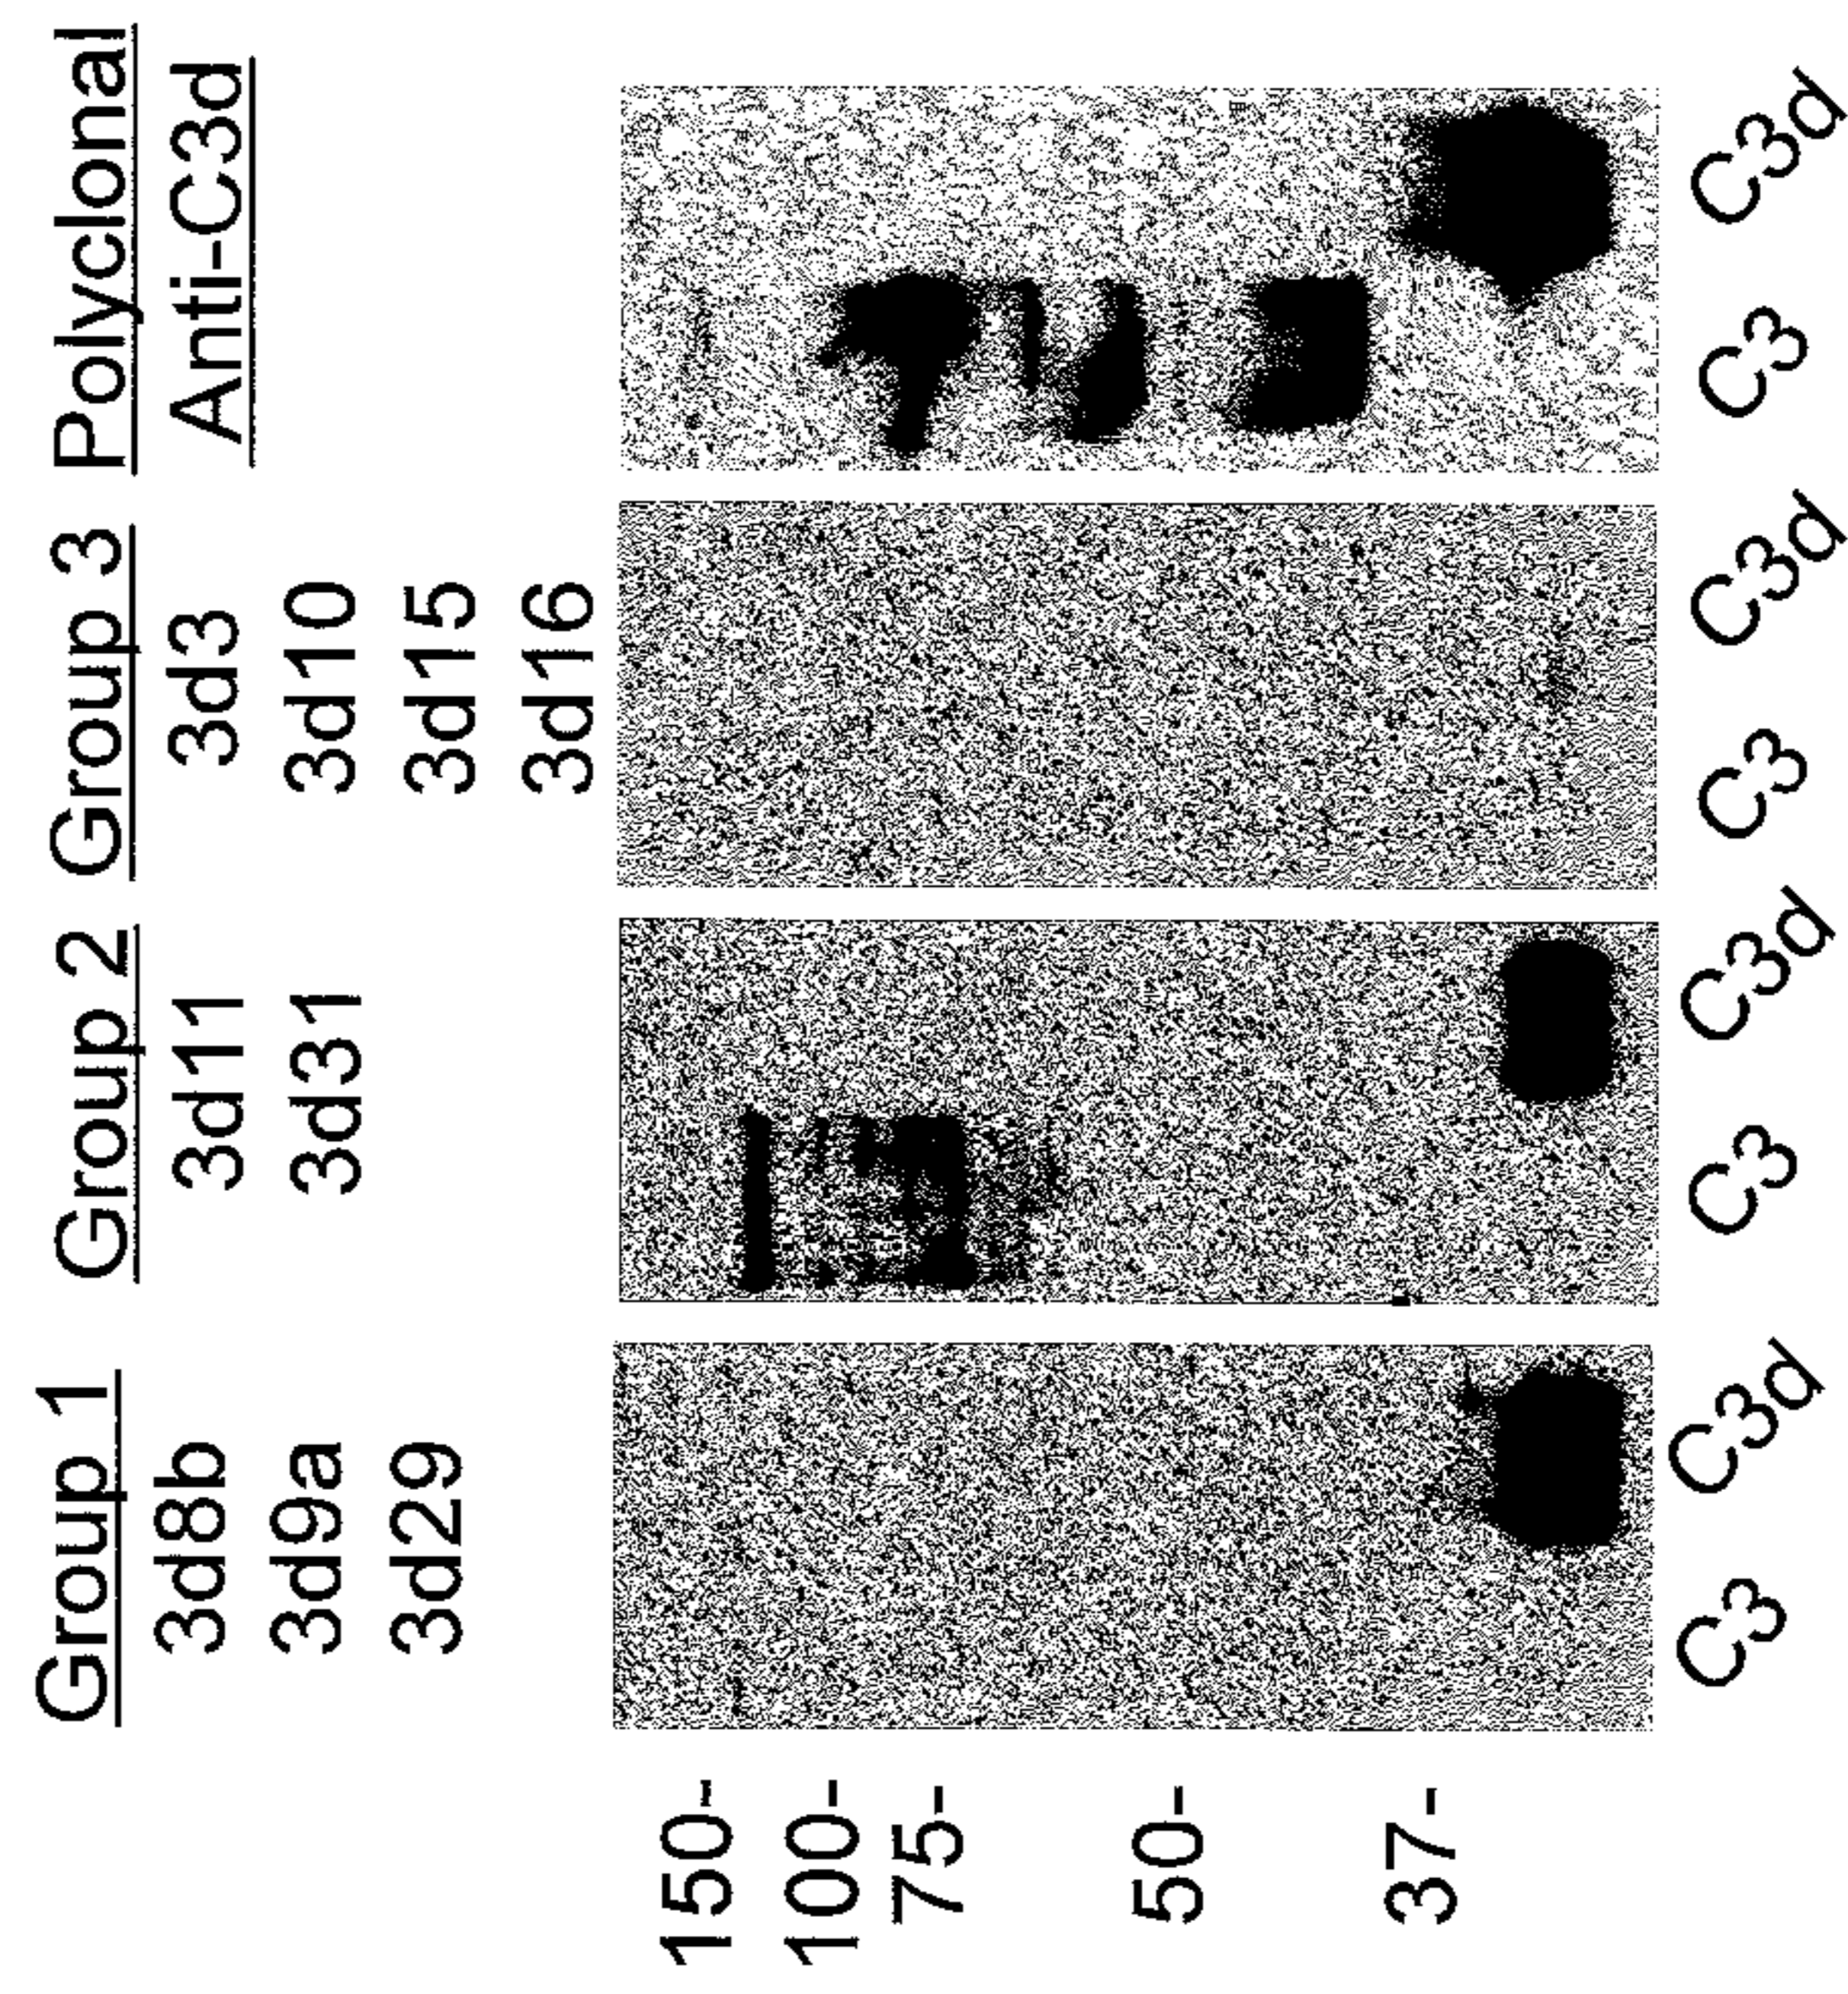 Group 1
3d8b
3d9a
3d29
Group 2
3d11
3d31
Group 3
3d3
3d10
3d15
3d16
Polyclonal
Anti-C3d
150-
100-
75-
50-
37-
C3 C3d C3 C3d C3 C3d C3 C3d